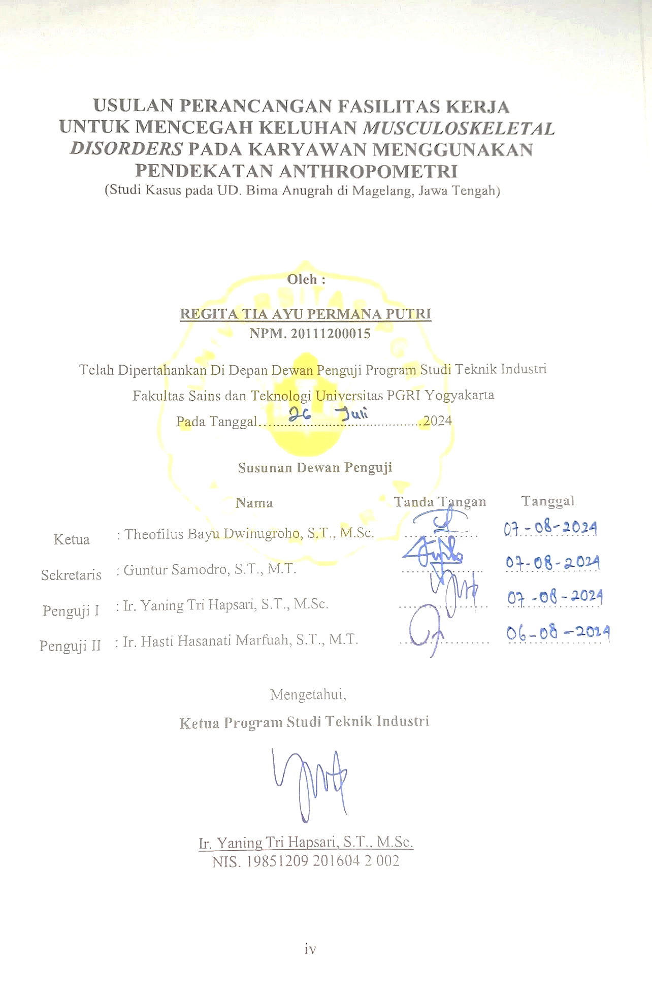 USULAN PERANCANGAN FASILITAS KERJA
UNTUK MENCEGAH KELUHAN MUSCULOSKELETAL
DISORDERS PADA KARYAWAN MENGGUNAKAN
PENDEKATAN ANTHROPOMETRI
(Studi Kasus pada UD. Bima Anugrah di Magelang, Jawa Tengah)
Oleh :
REGITA TIA AYU PERMANA PUTRI
NPM. 20111200015
Telah Dipertahankan Di Depan Dewan Penguji Program Studi Teknik Industri
Fakultas Sains dan Teknologi Universitas PGRI Yogyakarta
Pada Tanggal.... 26 Juli ....2024
Susunan Dewan Penguji
Nama Tanda Tangan Tanggal
Ketua : Theofilus Bayu Dwinugroho, S.T., M.Sc. 07-08-2024
Sekretaris : Guntur Samodro, S.T., M.T. 07-08-2024
Penguji I : Ir. Yaning Tri Hapsari, S.T., M.Sc. 07-08-2024
Penguji II : Ir. Hasti Hasanati Marfuah, S.T., M.T. 06-08-2024
Mengetahui,
Ketua Program Studi Teknik Industri
Ir. Yaning Tri Hapsari, S.T., M.Sc.
NIS. 19851209 201604 2 002
iv